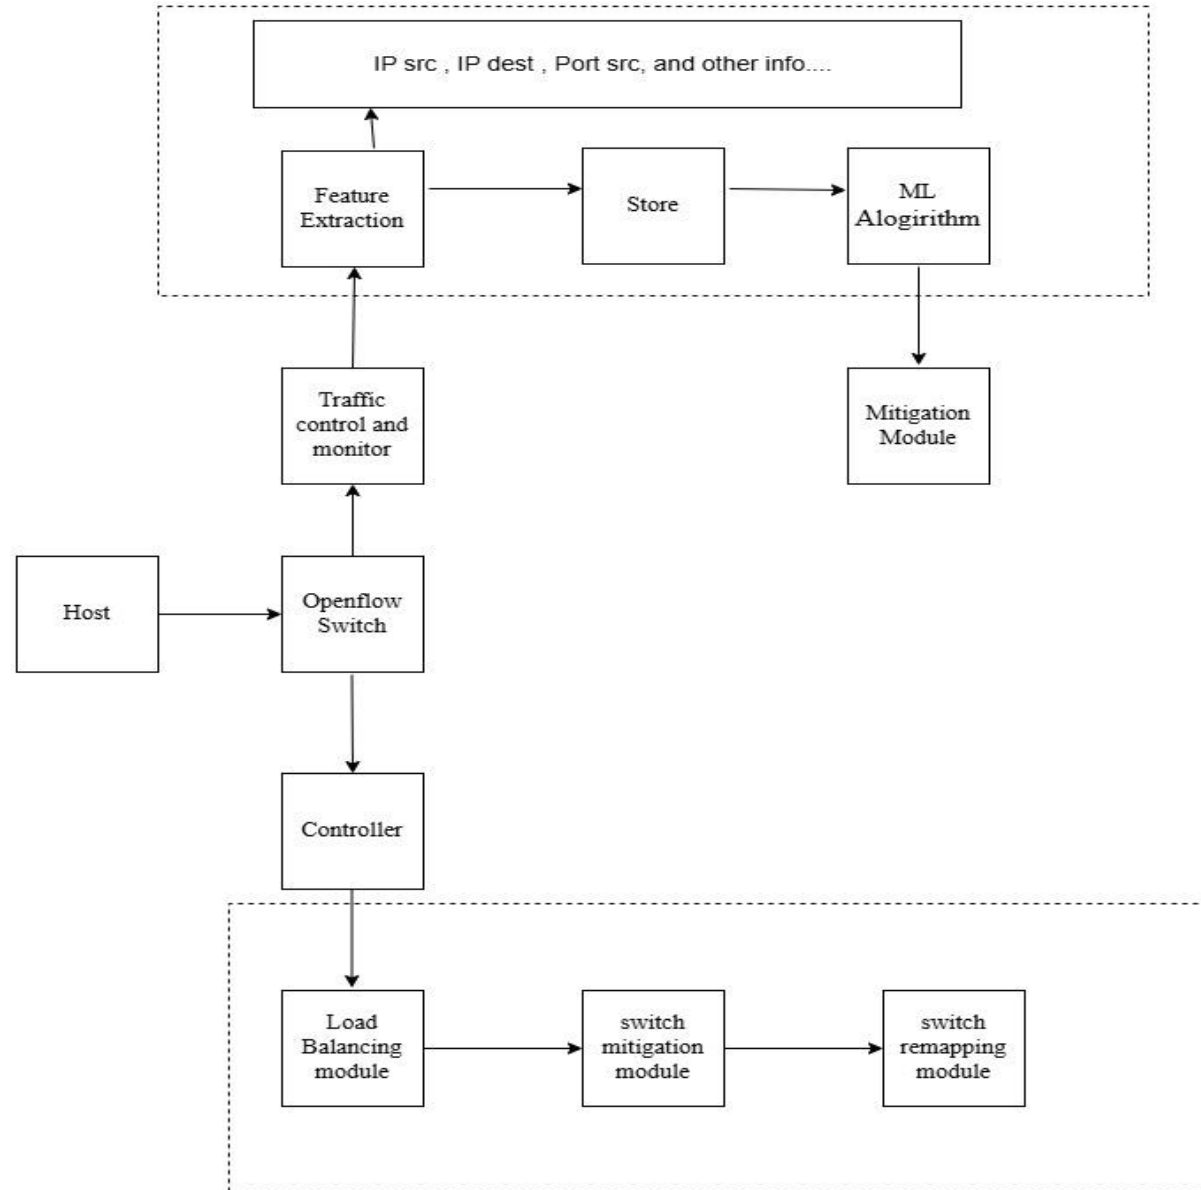 IP src , IP dest , Port src, and other info....
Feature
Extraction
Store
ML
Alogirithm
Traffic
control and
monitor
Mitigation
Module
Host
Openflow
Switch
Controller
Load
Balancing
module
switch
mitigation
module
switch
remapping
module